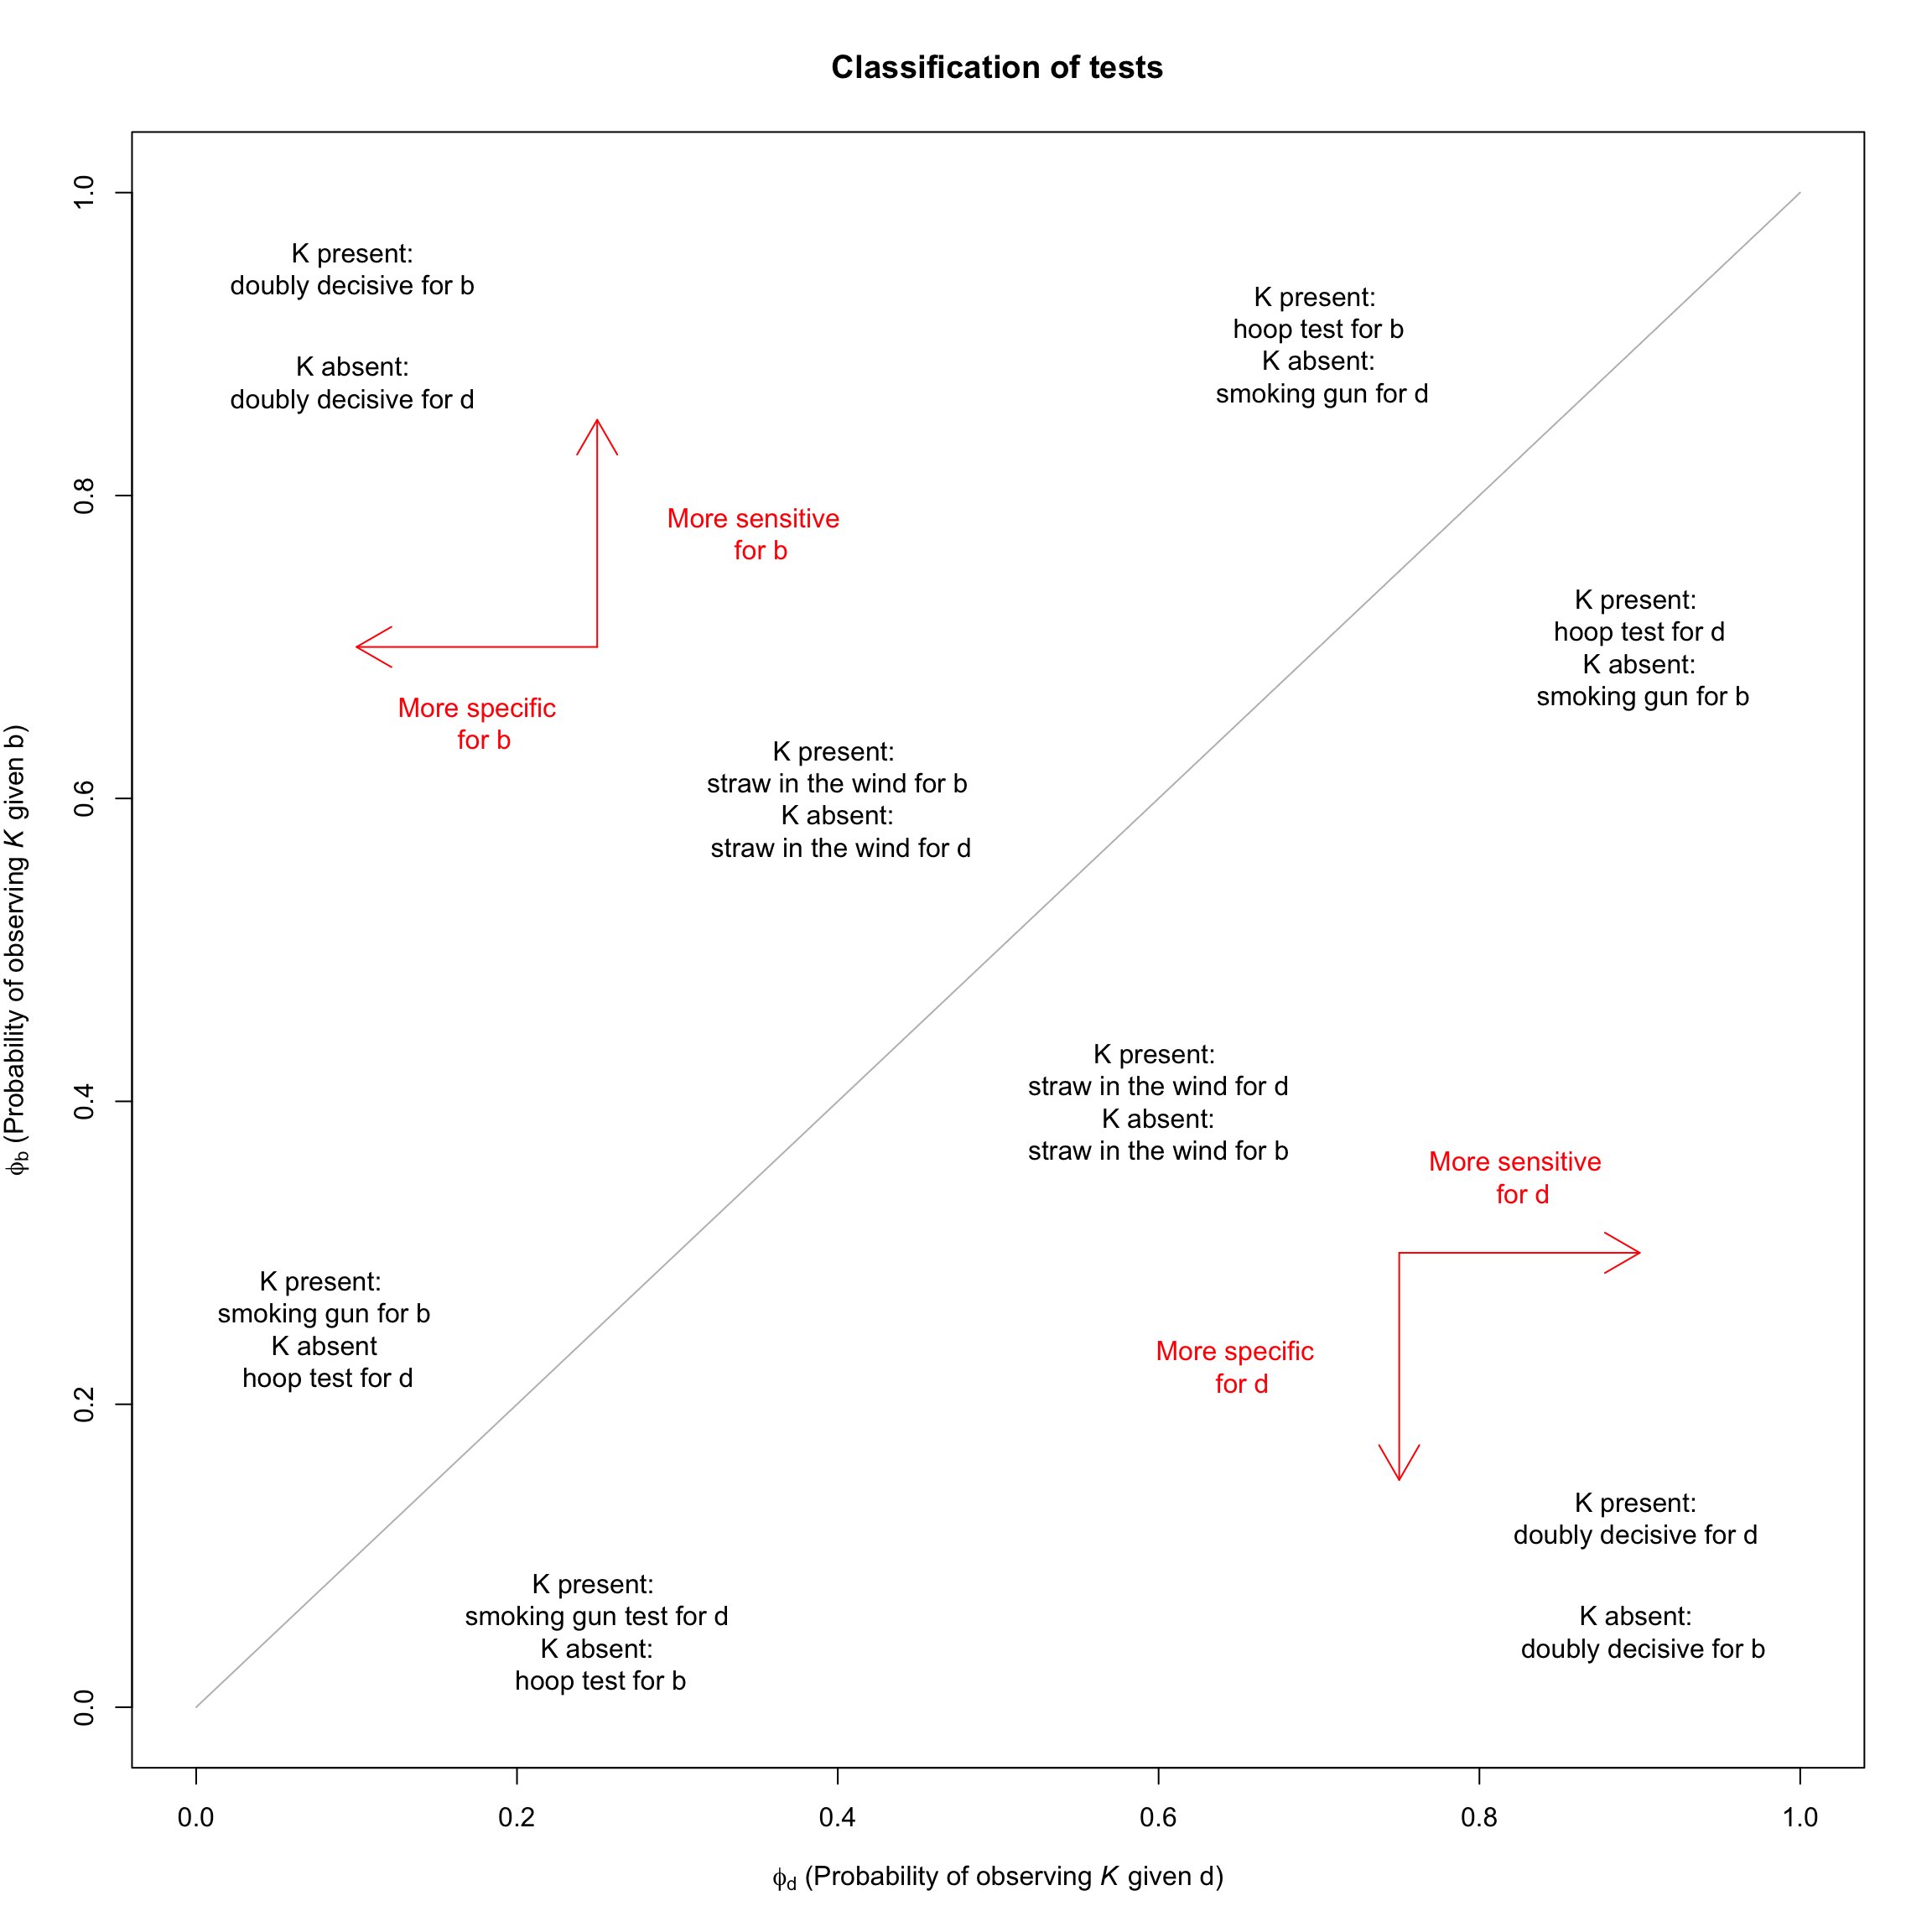 Classification of tests
K present:
doubly decisive for b
K absent:
doubly decisive for d
K present:
hoop test for b
K absent:
smoking gun for d
More sensitive
for b
More specific
for b
K present:
hoop test for d
K absent:
smoking gun for b
K present:
straw in the wind for b
K absent:
straw in the wind for d
K present:
straw in the wind for d
K absent:
straw in the wind for b
More sensitive
for d
More specific
for d
K present:
smoking gun for b
K absent
hoop test for d
K present:
smoking gun test for d
K absent:
hoop test for b
K present:
doubly decisive for d
K absent:
doubly decisive for b
1.0
0.8
0.6
0.4
0.2
0.0
ϕb (Probability of observing K given b)
0.0 0.2 0.4 0.6 0.8 1.0
ϕd (Probability of observing K given d)